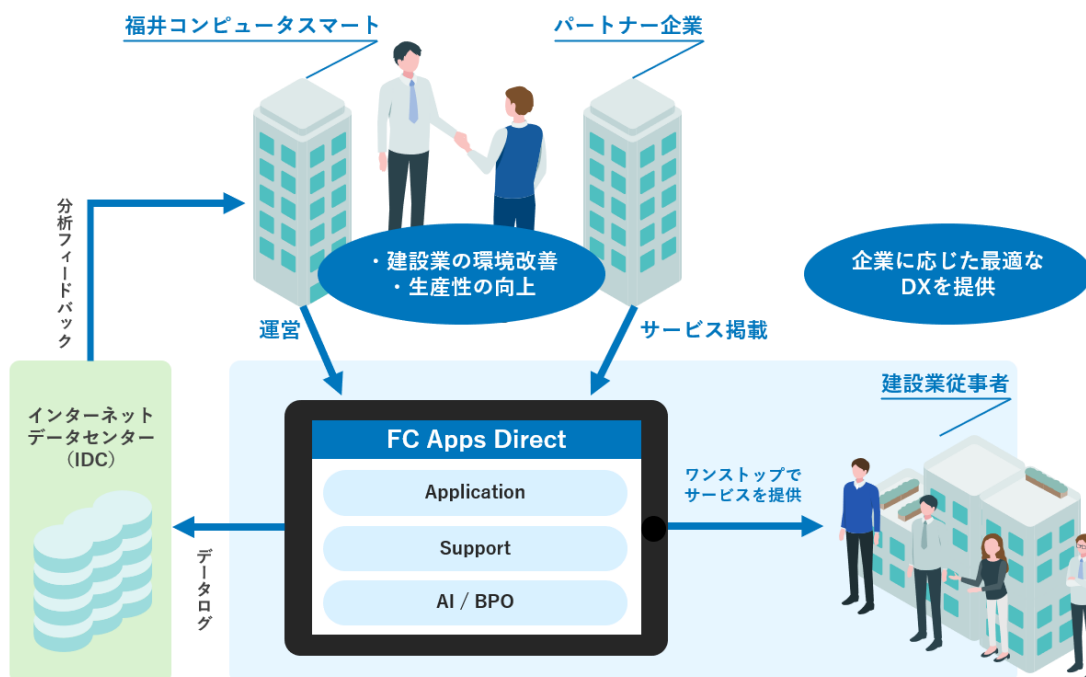 福井コンピュータスマート
パートナー企業
・建設業の環境改善
・生産性の向上
企業に応じた最適な
DXを提供
分析フィードバック
運営
サービス掲載
建設業従事者
インターネット
データセンター
（IDC）
FC Apps Direct
Application
Support
AI / BPO
ワンストップで
サービスを提供
データログ